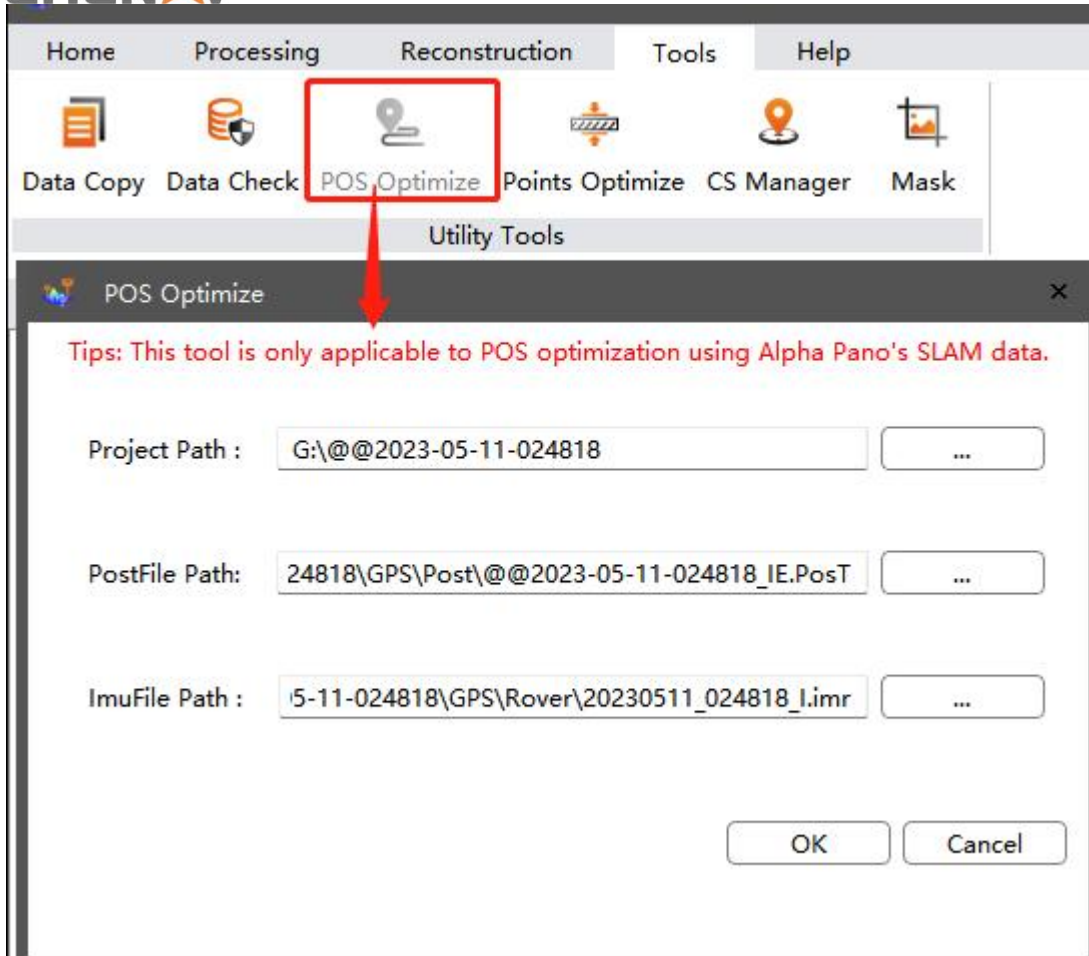 Home Processing Reconstruction Tools Help
Data Copy Data Check POS Optimize Points Optimize CS Manager Mask
Utility Tools
POS Optimize ×
Tips: This tool is only applicable to POS optimization using Alpha Pano's SLAM data.
Project Path : G:\@@2023-05-11-024818 ...
PostFile Path: 24818\GPS\Post\@@2023-05-11-024818_IE.PosT ...
ImuFile Path : 5-11-024818\GPS\Rover\20230511_024818_I.imr ...
OK Cancel